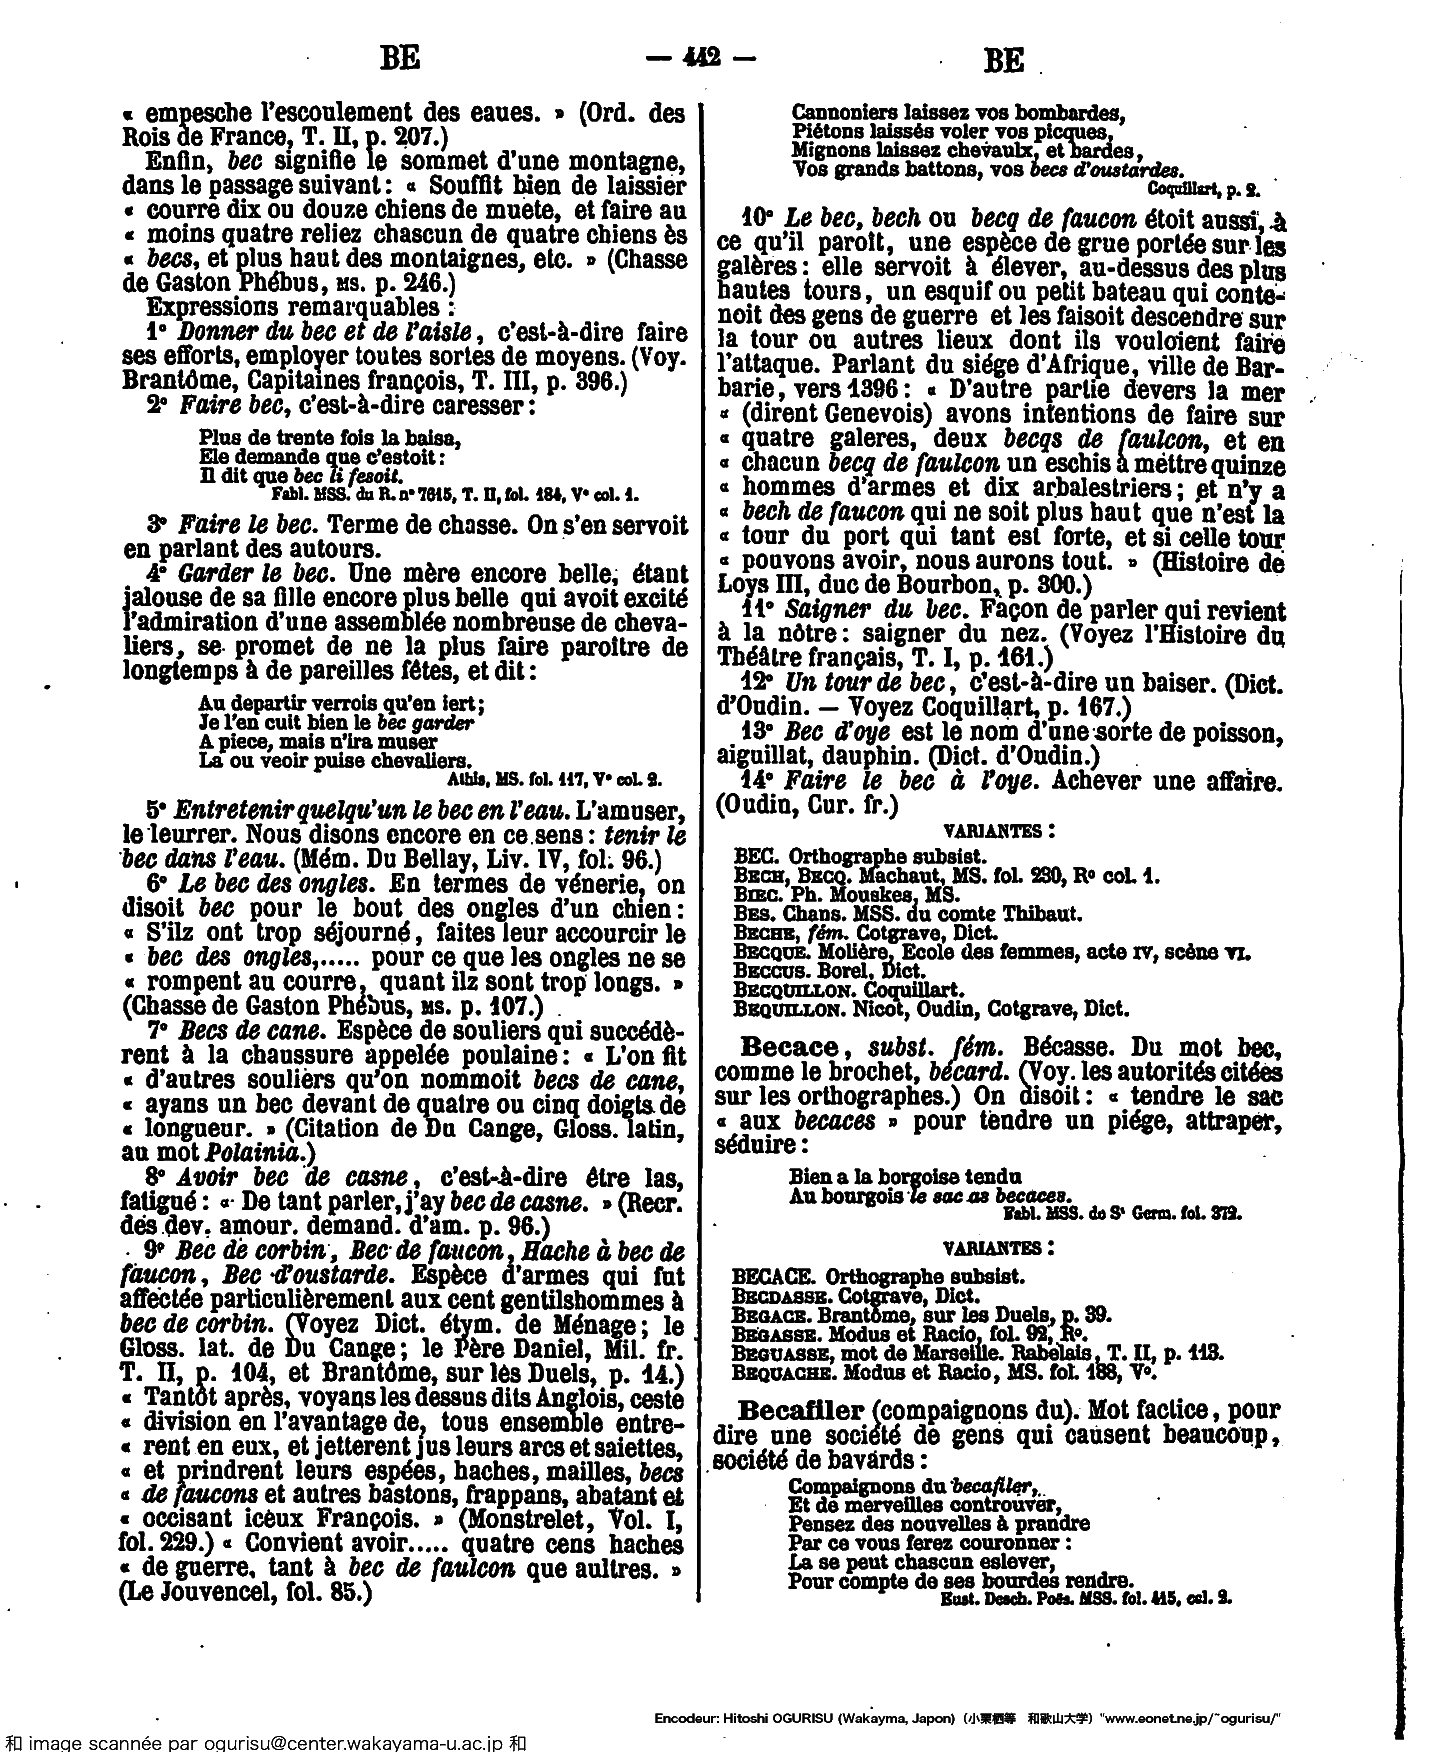 BE
— 442 —
BE
« empesche l'escoulement des eaues. » (Ord. des
Rois de France, T. II, p. 207.)
Enfin, bec signifie le sommet d'une montagne,
dans le passage suivant : « Souffit bien de laissier
« courre dix ou douze chiens de muete, et faire au
« moins quatre reliez chascun de quatre chiens ès
« becs, et plus haut des montaignes, etc. » (Chasse
de Gaston Phébus, MS. p. 246.)
Expressions remarquables :
1° Donner du bec et de l'aisle, c'est-à-dire faire
ses efforts, employer toutes sortes de moyens. (Voy.
Brantôme, Capitaines françois, T. III, p. 396.)
2° Faire bec, c'est-à-dire caresser :
Plus de trente fois la baisa,
Ele demande que c'estoit :
Il dit que bec li fesoit.
Fabl. MSS. du R. n° 7615, T. II, fol. 184, V° col. 1.
3° Faire le bec. Terme de chasse. On s'en servoit
en parlant des autours.
4° Garder le bec. Une mère encore belle, étant
jalouse de sa fille encore plus belle qui avoit excité
l'admiration d'une assemblée nombreuse de cheva-
liers, se promet de ne la plus faire paroître de
longtemps à de pareilles fêtes, et dit :
Au departir verrois qu'en iert ;
Je l'en cuit bien le bec garder
A piece, mais n'ira muser
La ou veoir puise chevaliers.
Athis, MS. fol. 117, V° col. 2.
5° Entretenir quelqu'un le bec en l'eau. L'amuser,
le leurrer. Nous disons encore en ce sens : tenir le
bec dans l'eau. (Mém. Du Bellay, Liv. IV, fol. 96.)
6° Le bec des ongles. En termes de vénerie, on
disoit bec pour le bout des ongles d'un chien :
« S'ilz ont trop séjourné, faites leur accourcir le
« bec des ongles,..... pour ce que les ongles ne se
« rompent au courre, quant ilz sont trop longs. »
(Chasse de Gaston Phébus, MS. p. 107.)
7° Becs de cane. Espèce de souliers qui succédè-
rent à la chaussure appelée poulaine : « L'on fit
« d'autres souliers qu'on nommoit becs de cane,
« ayans un bec devant de quatre ou cinq doigts de
« longueur. » (Citation de Du Cange, Gloss. latin,
au mot Polainia.)
8° Avoir bec de casne, c'est-à-dire être las,
fatigué : « De tant parler, j'ay bec de casne. » (Recr.
des dev. amour. demand. d'am. p. 96.)
9° Bec de corbin, Bec de faucon, Hache à bec de
faucon, Bec d'oustarde. Espèce d'armes qui fut
affectée particulièrement aux cent gentilshommes à
bec de corbin. (Voyez Dict. étym. de Ménage ; le
Gloss. lat. de Du Cange ; le Père Daniel, Mil. fr.
T. II, p. 104, et Brantôme, sur les Duels, p. 14.)
« Tantôt après, voyans les dessus dits Anglois, ceste
« division en l'avantage de, tous ensemble entre-
« rent en eux, et jetterent jus leurs arcs et saiettes,
« et prindrent leurs espées, haches, mailles, becs
« de faucons et autres bastons, frappans, abatant et
« occisant iceux François. » (Monstrelet, Vol. I,
fol. 229.) « Convient avoir..... quatre cens haches
« de guerre, tant à bec de faulcon que aultres. »
(Le Jouvencel, fol. 85.)
Cannoniers laissez vos bombardes,
Piétons laissés voler vos picques,
Mignons laissez chevaulx, et bardes,
Vos grands battons, vos becs d'oustardes.
Coquillart, p. 2.
10° Le bec, bech ou becq de faucon étoit aussi, à
ce qu'il paroît, une espèce de grue portée sur les
galères : elle servoit à élever, au-dessus des plus
hautes tours, un esquif ou petit bateau qui conte-
noit des gens de guerre et les faisoit descendre sur
la tour ou autres lieux dont ils vouloient faire
l'attaque. Parlant du siége d'Afrique, ville de Bar-
barie, vers 1396 : « D'autre partie devers la mer
« (dirent Genevois) avons intentions de faire sur
« quatre galeres, deux becqs de faulcon, et en
« chacun becq de faulcon un eschis à mettre quinze
« hommes d'armes et dix arbalestriers ; et n'y a
« bech de faucon qui ne soit plus haut que n'est la
« tour du port qui tant est forte, et si celle tour
« pouvons avoir, nous aurons tout. » (Histoire de
Loys III, duc de Bourbon, p. 300.)
11° Saigner du bec. Façon de parler qui revient
à la nôtre : saigner du nez. (Voyez l'Histoire du
Théâtre français, T. I, p. 161.)
12° Un tour de bec, c'est-à-dire un baiser. (Dict.
d'Oudin. — Voyez Coquillart, p. 167.)
13° Bec d'oye est le nom d'une sorte de poisson,
aiguillat, dauphin. (Dict. d'Oudin.)
14° Faire le bec à l'oye. Achever une affaire.
(Oudin, Cur. fr.)
VARIANTES :
BEC. Orthographe subsist.
BECH, BECQ. Machaut, MS. fol. 230, R° col. 1.
BIEC. Ph. Mouskes, MS.
BES. Chans. MSS. du comte Thibaut.
BECHE, fém. Cotgrave, Dict.
BECQUE. Molière, Ecole des femmes, acte IV, scène VI.
BECCUS. Borel, Dict.
BECQUILLON. Coquillart.
BEQUILLON. Nicot, Oudin, Cotgrave, Dict.
Becace, subst. fém. Bécasse. Du mot bec,
comme le brochet, bécard. (Voy. les autorités citées
sur les orthographes.) On disoit : « tendre le sac
« aux becaces » pour tendre un piége, attraper,
séduire :
Bien a la borgoise tendu
Au bourgois le sac as becaces.
Fabl. MSS. de S' Germ. fol. 372.
VARIANTES :
BECACE. Orthographe subsist.
BECDASSE. Cotgrave, Dict.
BEGACE. Brantôme, sur les Duels, p. 39.
BEGASSE. Modus et Racio, fol. 92, R°.
BEGUASSE, mot de Marseille. Rabelais, T. II, p. 113.
BEQUACHE. Modus et Racio, MS. fol. 188, V°.
Becafiler (compaignons du). Mot factice, pour
dire une société de gens qui causent beaucoup,
société de bavards :
Compaignons du becafiler,
Et de merveilles controuver,
Pensez des nouvelles à prandre
Par ce vous ferez couronner :
La se peut chascun eslever,
Pour compte de ses bourdes rendre.
Eust. Desch. Poës. MSS. fol. 415, col. 2.
Encodeur: Hitoshi OGURISU (Wakayma, Japon) (小栗栖等 和歌山大学) "www.eonet.ne.jp/~ogurisu/"
和 image scannée par ogurisu@center.wakayama-u.ac.jp 和